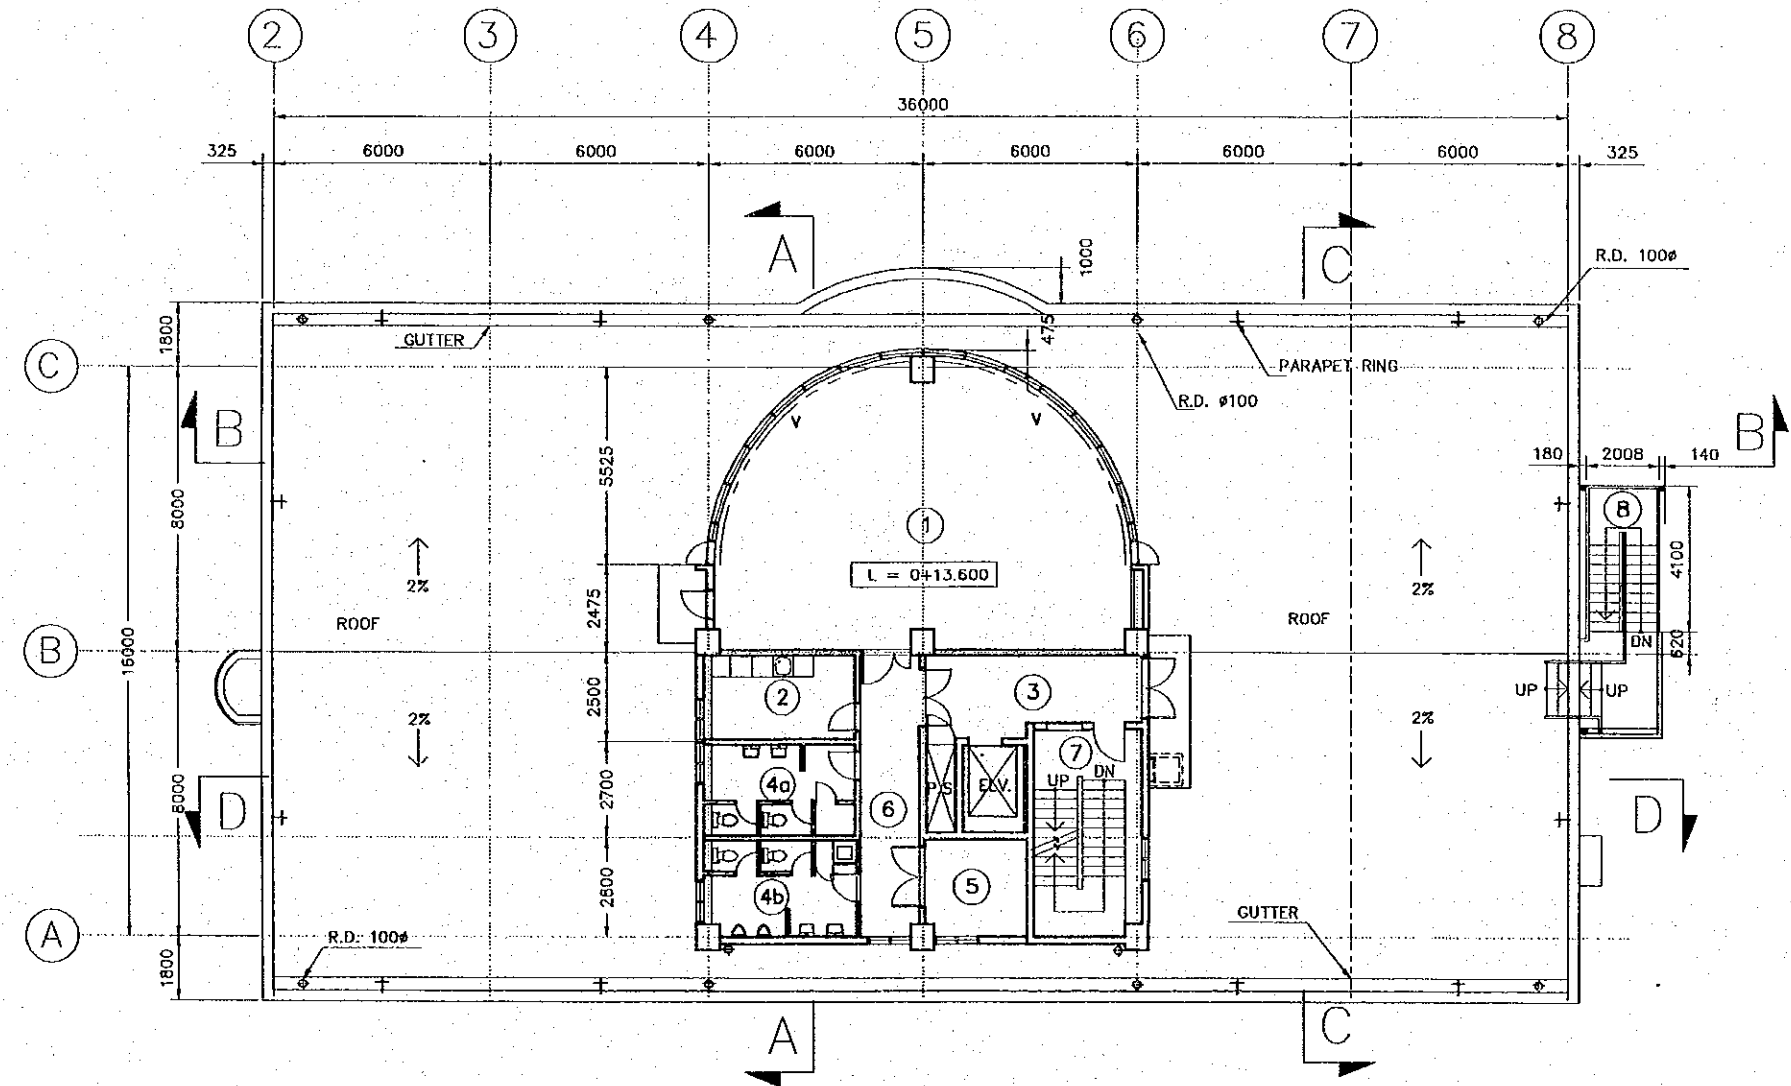 2 3 4 5 6 7 8
36000
325 6000 6000 6000 6000 6000 6000 325
A C
1000
R.D. 100ø
1800
GUTTER
475
C
PARAPET RING
R.D. ø100
B B
180 2008 140
5525
8000
8
1
4100
L = 0+13.600
2% 2%
2475
ROOF ROOF
16000
DN
620
B
2 3
UP UP
2500
2% 2%
7
4a
UP DN
P.S ELV.
2700
8000
6
D D
5
4b
2800
GUTTER
A
R.D. 100ø
1800
A C